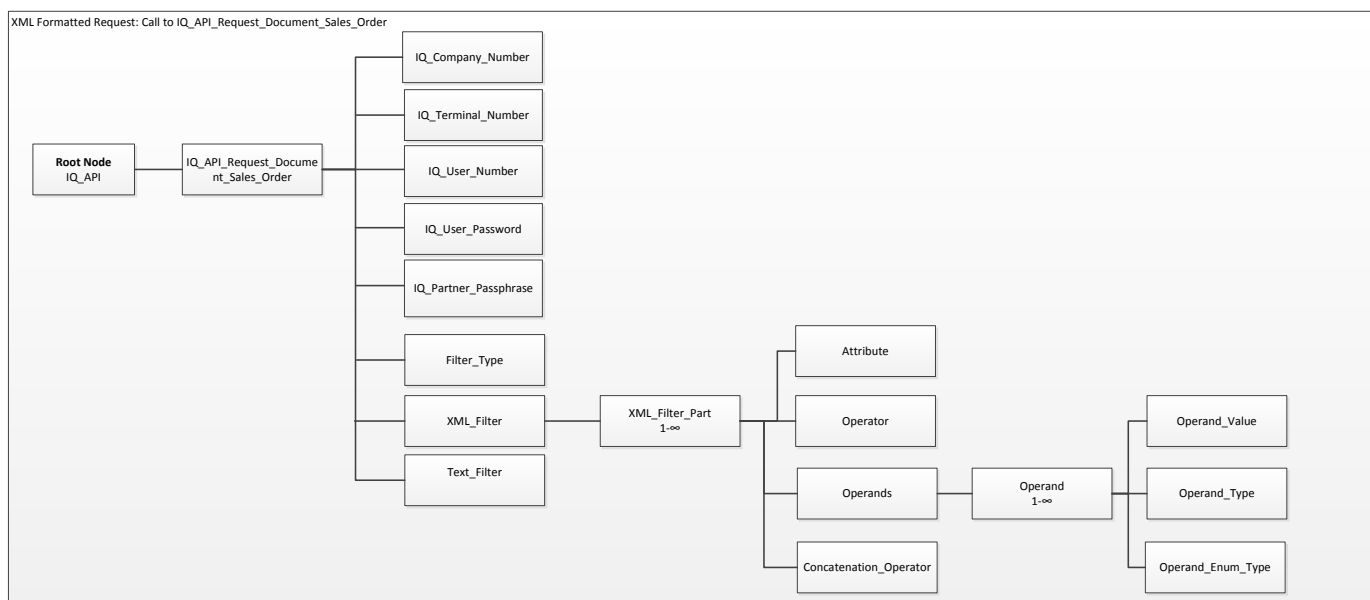 XML Formatted Request: Call to IQ_API_Request_Document_Sales_Order
IQ_Company_Number
IQ_Terminal_Number
Root Node
IQ_API
IQ_API_Request_Docume
nt_Sales_Order
IQ_User_Number
IQ_User_Password
IQ_Partner_Passphrase
Filter_Type
XML_Filter
Text_Filter
XML_Filter_Part
1-∞
Attribute
Operator
Operands
Concatenation_Operator
Operand
1-∞
Operand_Value
Operand_Type
Operand_Enum_Type